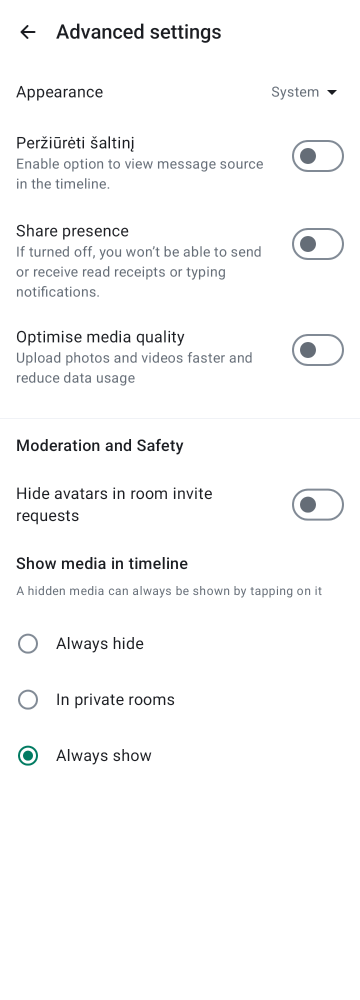 Advanced settings
Appearance
System
Peržiūrėti šaltinį
Enable option to view message source
in the timeline.
Share presence
If turned off, you won’t be able to send
or receive read receipts or typing
notifications.
Optimise media quality
Upload photos and videos faster and
reduce data usage
Moderation and Safety
Hide avatars in room invite
requests
Show media in timeline
A hidden media can always be shown by tapping on it
Always hide
In private rooms
Always show